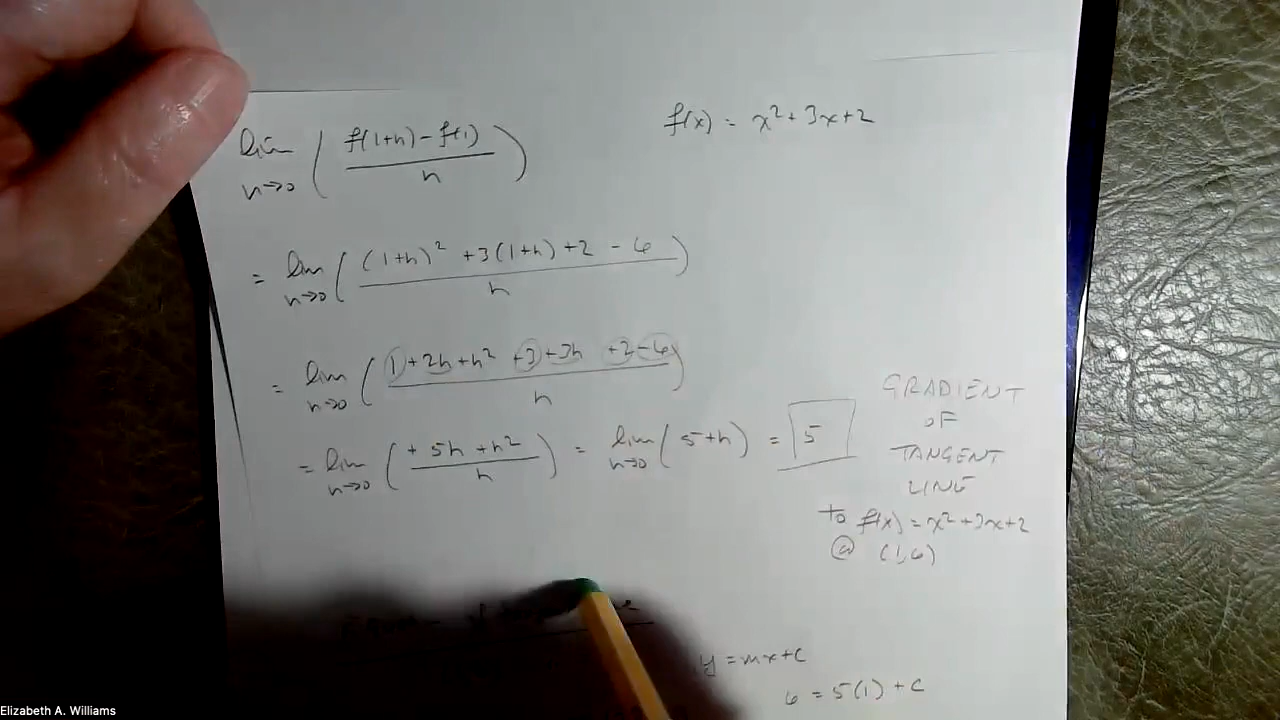 f(x) = x² + 3x + 2
lim h→0 ( f(1+h) - f(1) / h )
= lim h→0 ( (1+h)² + 3(1+h) + 2 - 6 / h )
= lim h→0 ( 1 + 2h + h² + 3 + 3h + 2 - 6 / h )
= lim h→0 ( + 5h + h² / h ) = lim h→0 ( 5 + h ) = 5
GRADIENT
OF
TANGENT
LINE
to f(x) = x² + 3x + 2
@ (1,6)
y = mx + c
6 = 5(1) + c
Elizabeth A. Williams